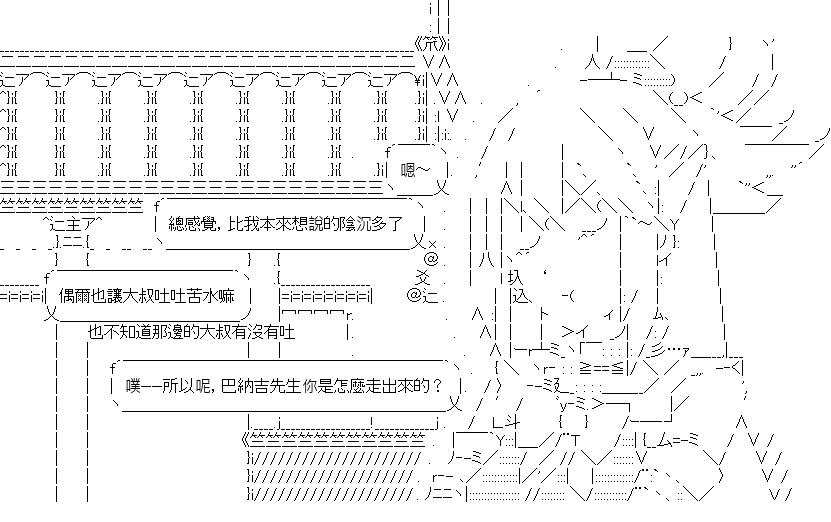 嗯～
總感覺，比我本來想說的陰沉多了
偶爾也讓大叔吐吐苦水嘛
也不知道那邊的大叔有沒有吐
噗──所以呢，巴納吉先生你是怎麼走出來的？